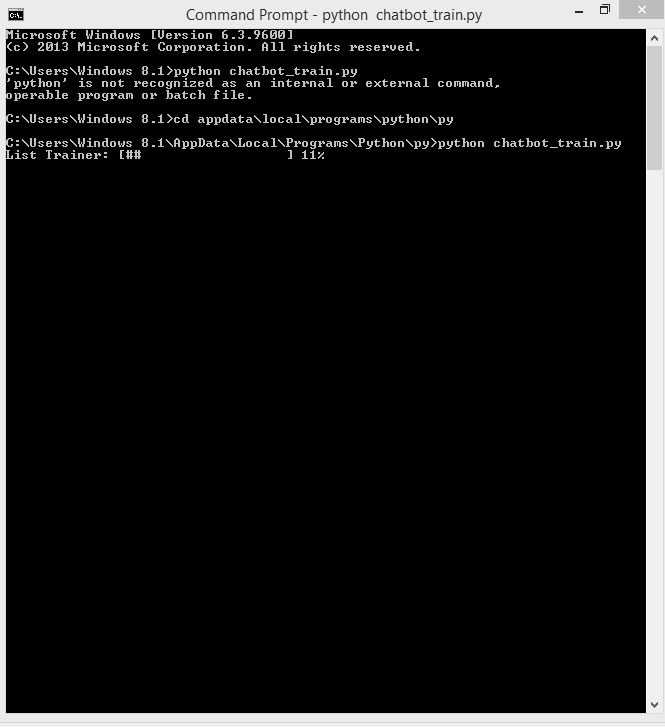 Command Prompt - python  chatbot_train.py
Microsoft Windows [Version 6.3.9600]
(c) 2013 Microsoft Corporation. All rights reserved.
C:\Users\Windows 8.1>python chatbot_train.py
'python' is not recognized as an internal or external command,
operable program or batch file.
C:\Users\Windows 8.1>cd appdata\local\programs\python\py
C:\Users\Windows 8.1\AppData\Local\Programs\Python\py>python chatbot_train.py
List Trainer: [##                  ] 11%